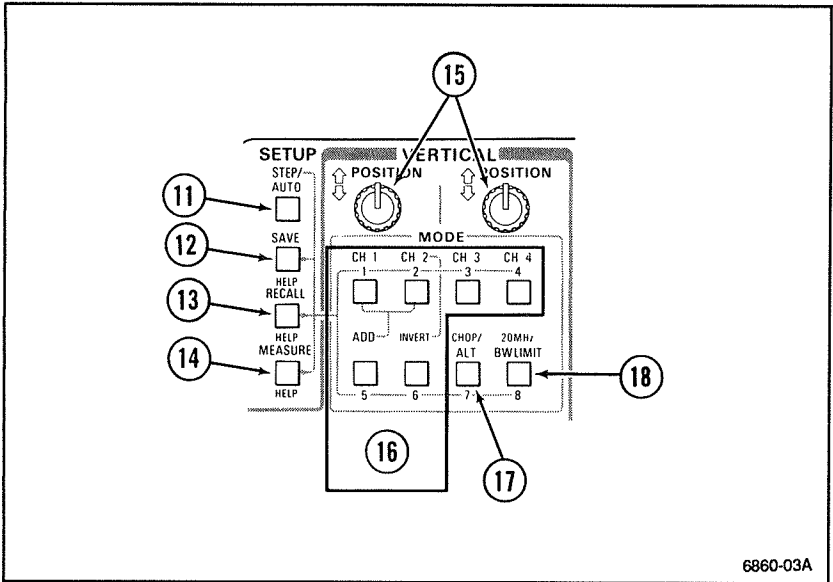 15
SETUP VERTICAL
STEP/
AUTO
POSITION POSITION
11
MODE
12
SAVE
CH 1 CH 2 CH 3 CH 4
1 2 3 4
HELP
13
RECALL
ADD INVERT CHOP/
ALT 20MHz
BW LIMIT
HELP
14
MEASURE
18
5 6 7 8
HELP
16
17
6860-03A